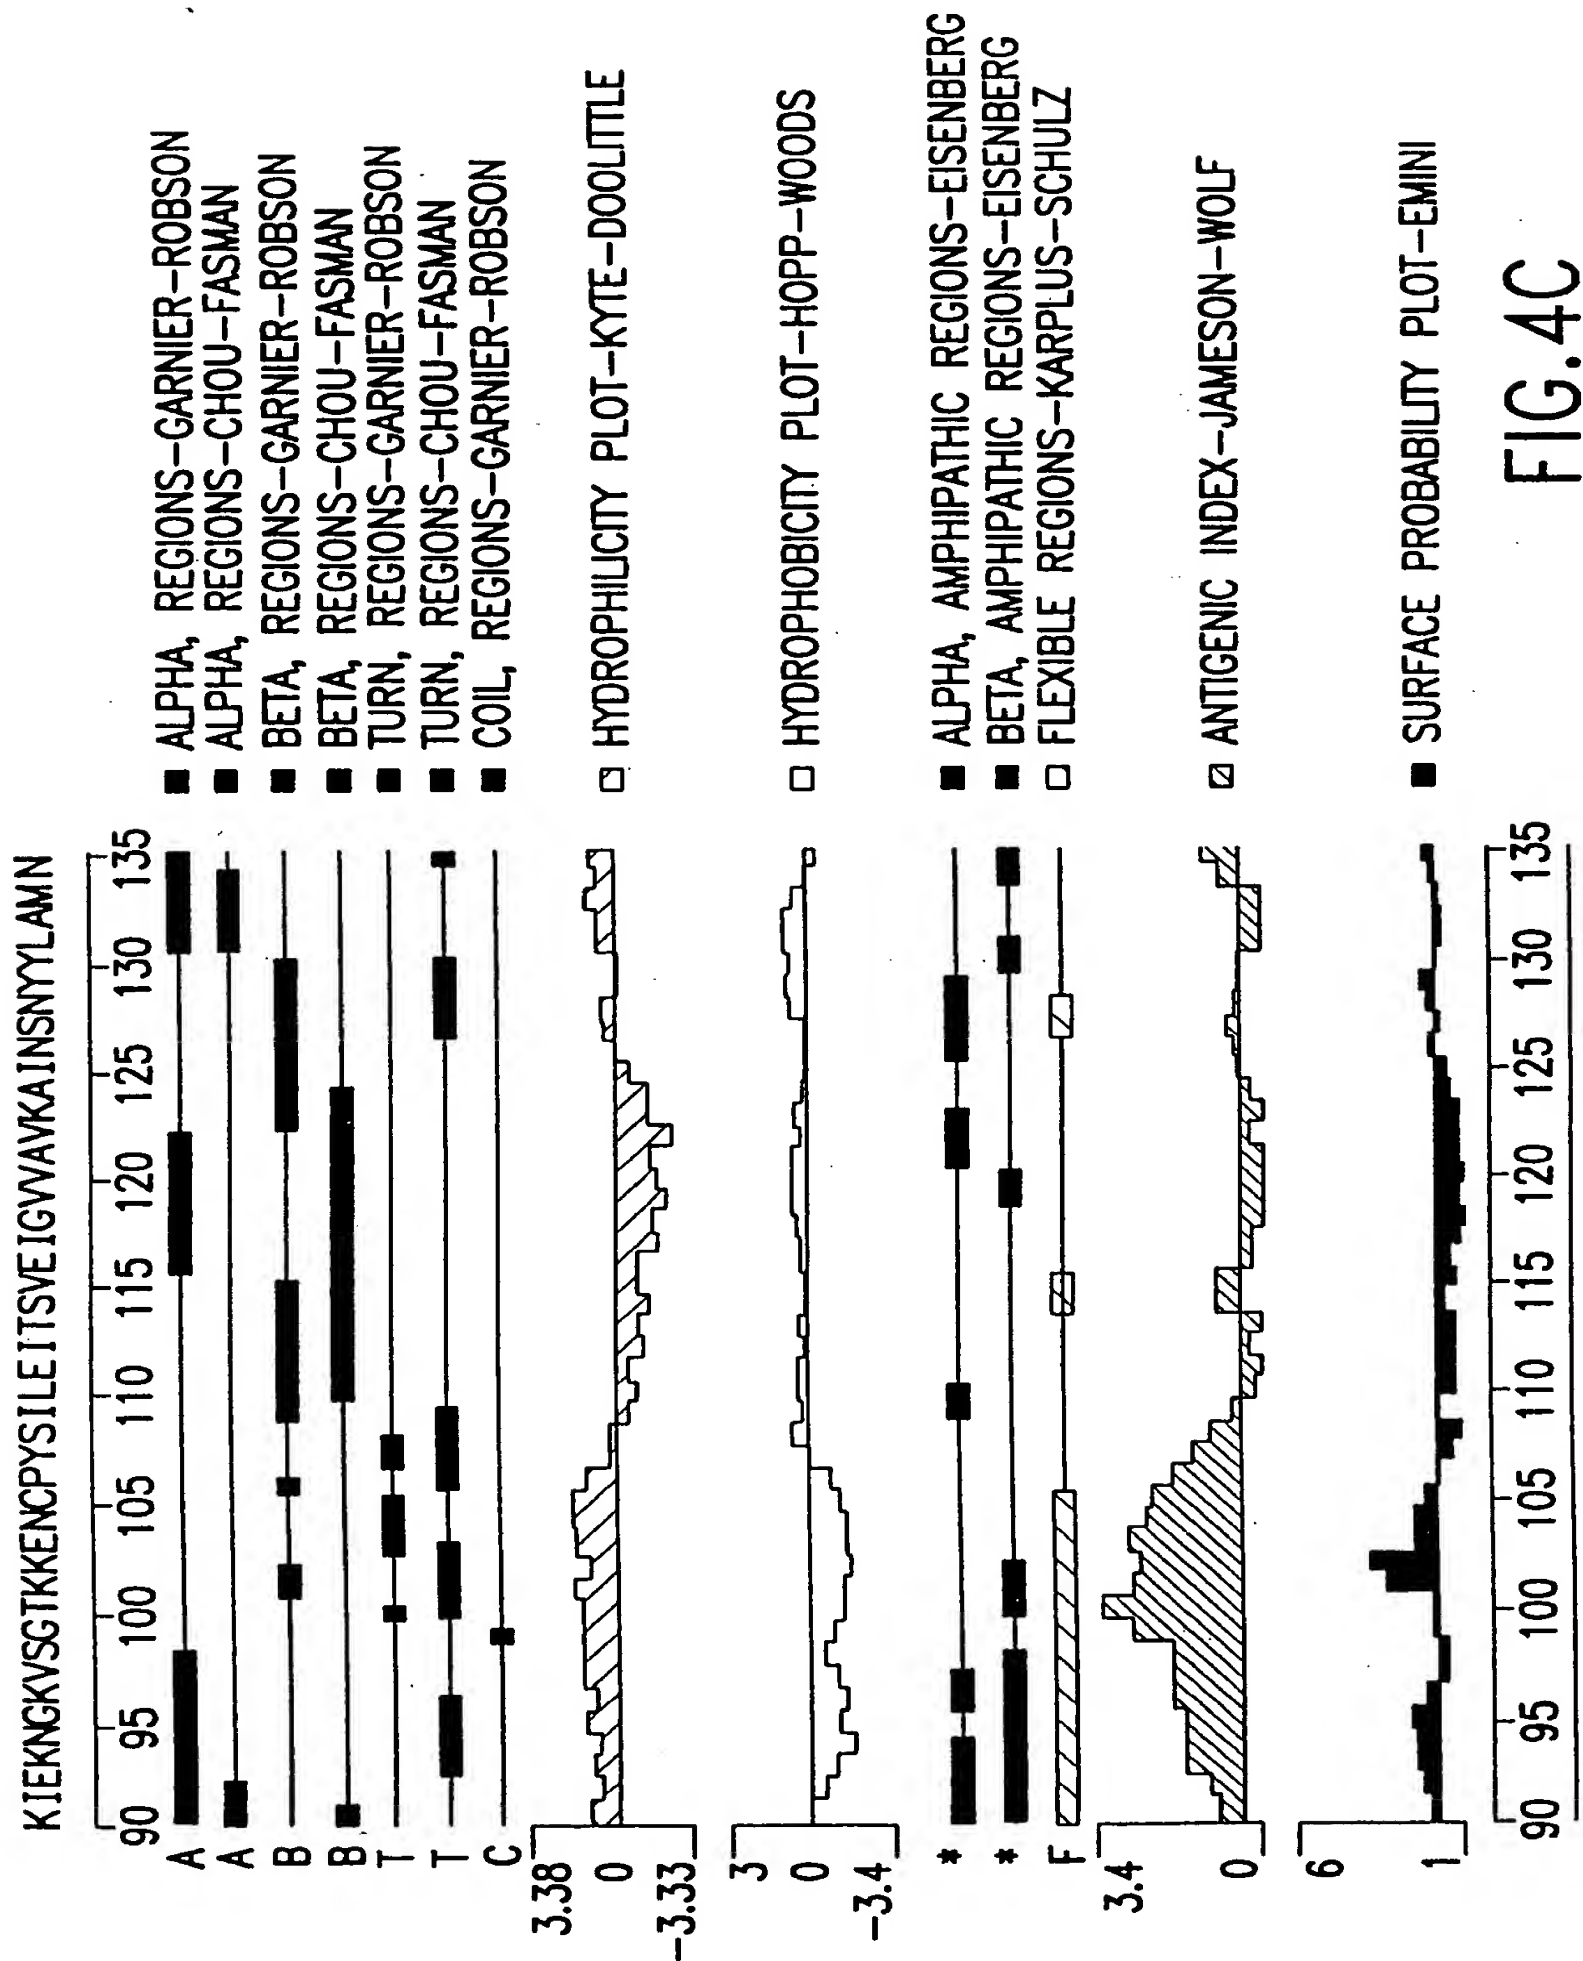 KIEKNGKVSGTKKENCPYSILEITSVEIGVVAVKAINSNYYLAMN
90 95 100 105 110 115 120 125 130 135
A ALPHA, REGIONS-GARNIER-ROBSON
A ALPHA, REGIONS-CHOU-FASMAN
B BETA, REGIONS-GARNIER-ROBSON
B BETA, REGIONS-CHOU-FASMAN
T TURN, REGIONS-GARNIER-ROBSON
T TURN, REGIONS-CHOU-FASMAN
C COIL, REGIONS-GARNIER-ROBSON
3.38
0 HYDROPHILICITY PLOT-KYTE-DOOLITTLE
-3.33
3
0 HYDROPHOBICITY PLOT-HOPP-WOODS
-3.4
* ALPHA, AMPHIPATHIC REGIONS-EISENBERG
* BETA, AMPHIPATHIC REGIONS-EISENBERG
F FLEXIBLE REGIONS-KARPLUS-SCHULZ
3.4
0 ANTIGENIC INDEX-JAMESON-WOLF
6
1 SURFACE PROBABILITY PLOT-EMINI
90 95 100 105 110 115 120 125 130 135
FIG.4C